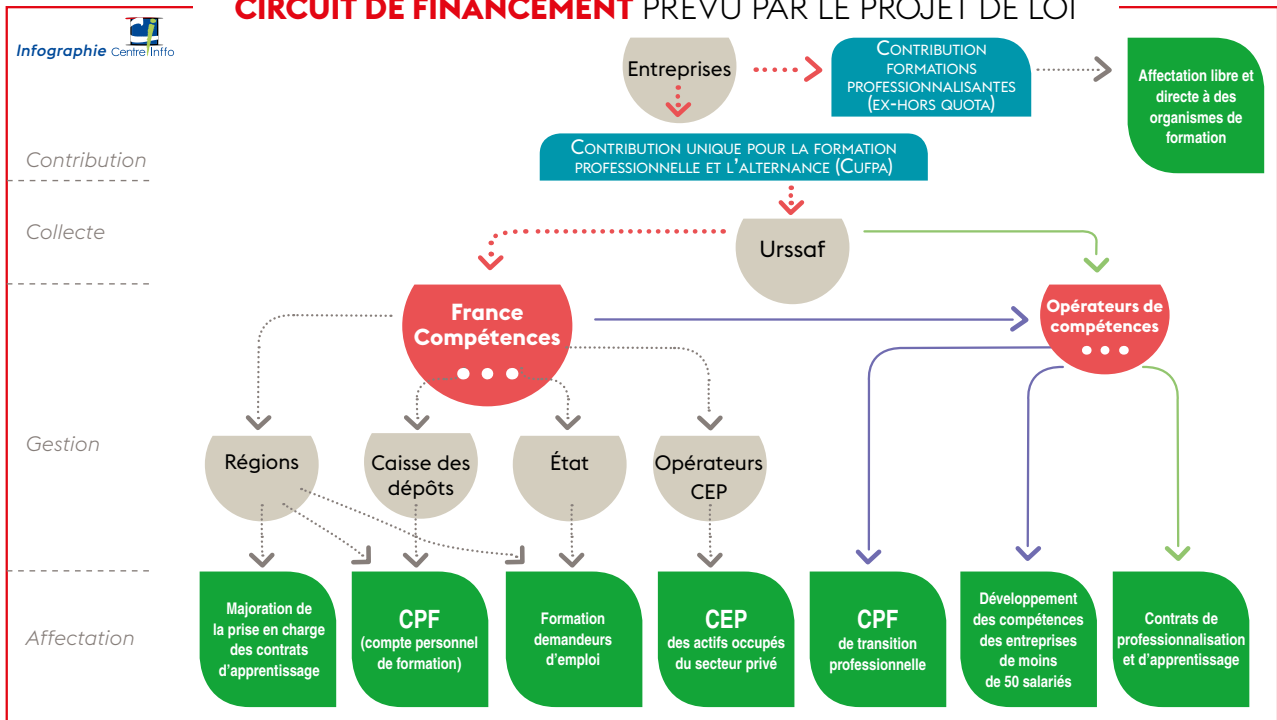 CIRCUIT DE FINANCEMENT PRÉVU PAR LE PROJET DE LOI
Infographie Centre Inffo
Entreprises
CONTRIBUTION
FORMATIONS
PROFESSIONNALISANTES
(EX-HORS QUOTA)
Affectation libre et
directe à des
organismes de
formation
Contribution
CONTRIBUTION UNIQUE POUR LA FORMATION
PROFESSIONNELLE ET L'ALTERNANCE (CUFPA)
Collecte
Urssaf
France
Compétences
Opérateurs de
compétences
Gestion
Régions
Caisse des
dépôts
État
Opérateurs
CEP
Affectation
Majoration de
la prise en charge
des contrats
d'apprentissage
CPF
(compte personnel
de formation)
Formation
demandeurs
d'emploi
CEP
des actifs occupés
du secteur privé
CPF
de transition
professionnelle
Développement
des compétences
des entreprises
de moins
de 50 salariés
Contrats de
professionnalisation
et d'apprentissage